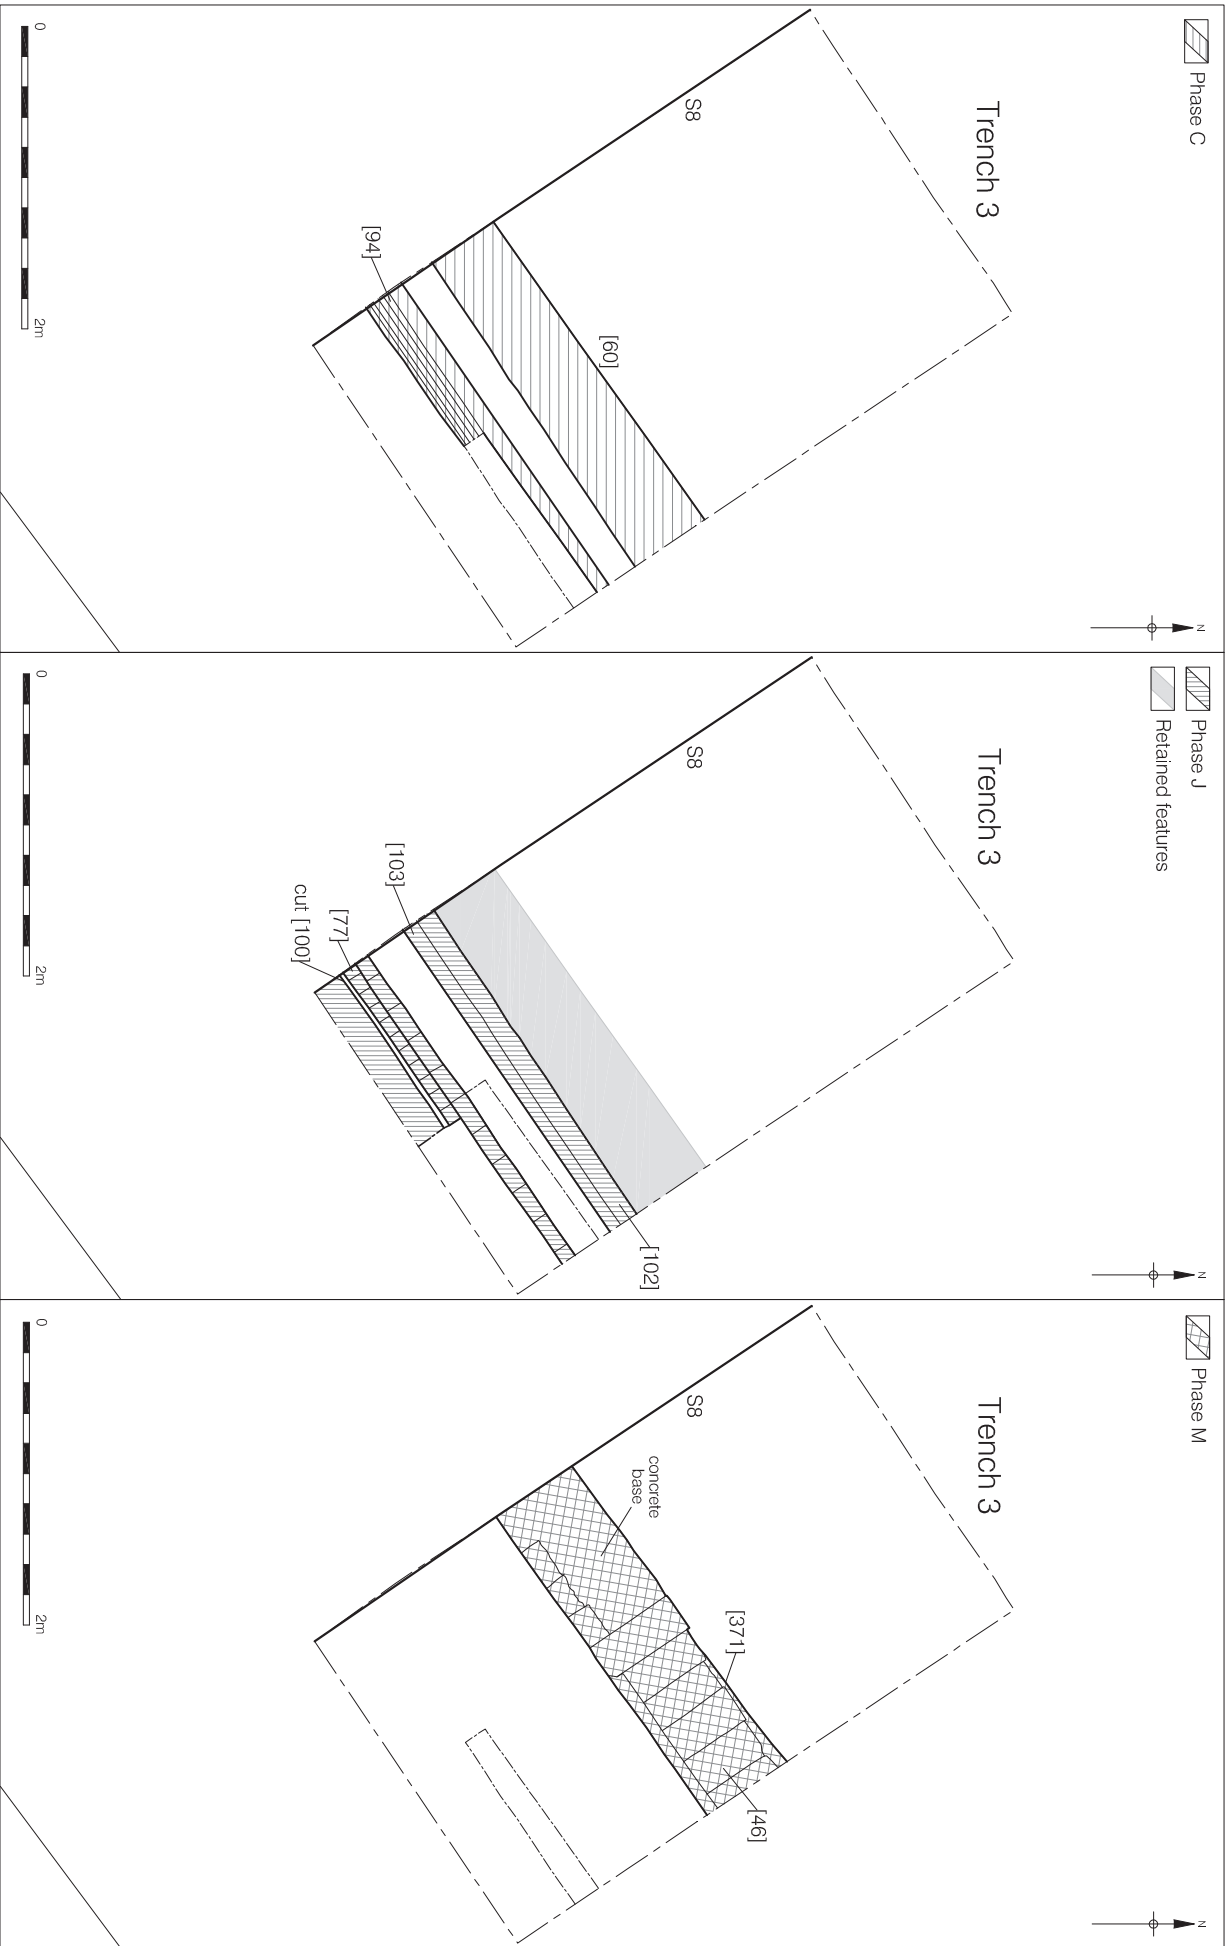 Phase C
Trench 3
S8
[60]
[94]
N
0
2m
Phase J
Retained features
Trench 3
S8
[103]
[77]
cut [100]
[102]
N
0
2m
Phase M
Trench 3
S8
concrete
base
[371]
[46]
N
0
2m